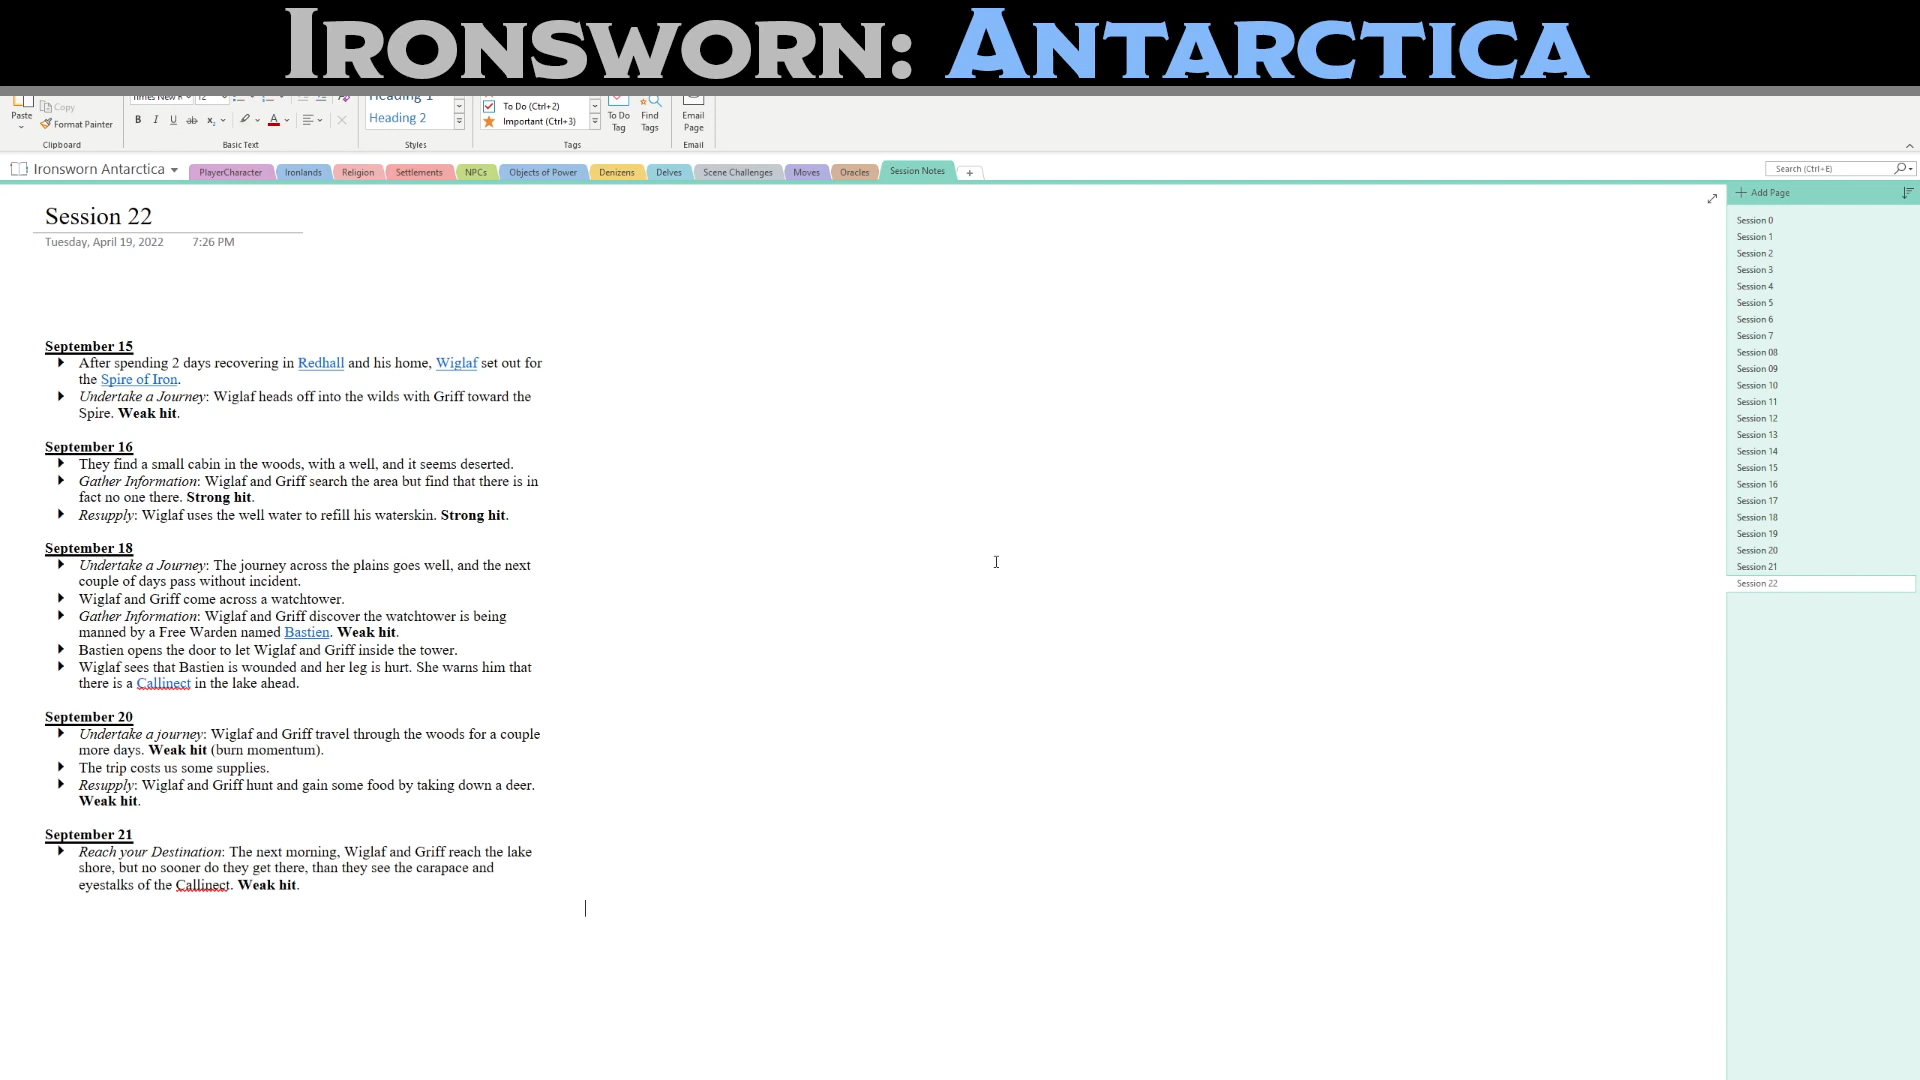 IRONSWORN: ANTARCTICA
Paste
Copy
Format Painter
Clipboard
B I U ab
Basic Text
Heading 1
Heading 2
Styles
To Do (Ctrl+2)
Important (Ctrl+3)
Tags
To Do
Tag
Find
Tags
Email
Page
Email
Ironsworn Antarctica
PlayerCharacter
Ironlands
Religion
Settlements
NPCs
Objects of Power
Denizens
Delves
Scene Challenges
Moves
Oracles
Session Notes
+
Search (Ctrl+E)
Session 22
Tuesday, April 19, 2022 7:26 PM
September 15
After spending 2 days recovering in Redhall and his home, Wiglaf set out for
the Spire of Iron.
Undertake a Journey: Wiglaf heads off into the wilds with Griff toward the
Spire. Weak hit.
September 16
They find a small cabin in the woods, with a well, and it seems deserted.
Gather Information: Wiglaf and Griff search the area but find that there is in
fact no one there. Strong hit.
Resupply: Wiglaf uses the well water to refill his waterskin. Strong hit.
September 18
Undertake a Journey: The journey across the plains goes well, and the next
couple of days pass without incident.
Wiglaf and Griff come across a watchtower.
Gather Information: Wiglaf and Griff discover the watchtower is being
manned by a Free Warden named Bastien. Weak hit.
Bastien opens the door to let Wiglaf and Griff inside the tower.
Wiglaf sees that Bastien is wounded and her leg is hurt. She warns him that
there is a Callinect in the lake ahead.
September 20
Undertake a journey: Wiglaf and Griff travel through the woods for a couple
more days. Weak hit (burn momentum).
The trip costs us some supplies.
Resupply: Wiglaf and Griff hunt and gain some food by taking down a deer.
Weak hit.
September 21
Reach your Destination: The next morning, Wiglaf and Griff reach the lake
shore, but no sooner do they get there, than they see the carapace and
eyestalks of the Callinect. Weak hit.
Add Page
Session 0
Session 1
Session 2
Session 3
Session 4
Session 5
Session 6
Session 7
Session 08
Session 09
Session 10
Session 11
Session 12
Session 13
Session 14
Session 15
Session 16
Session 17
Session 18
Session 19
Session 20
Session 21
Session 22